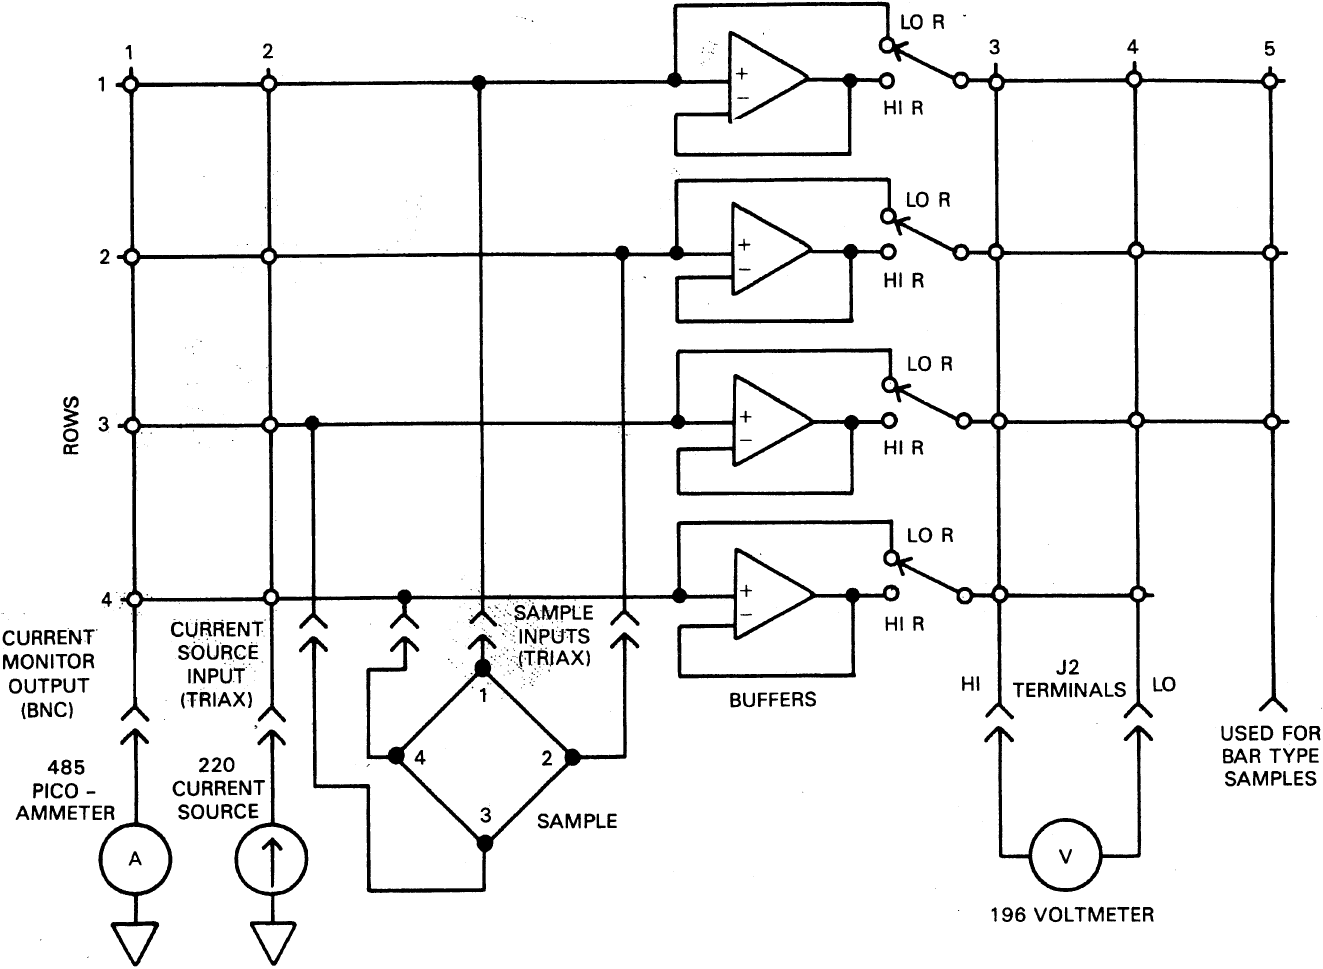 LO R
1
2
3
4
5
1
+
−
HI R
LO R
2
+
−
HI R
LO R
ROWS
3
+
−
HI R
LO R
4
+
−
HI R
CURRENT
MONITOR
OUTPUT
(BNC)
CURRENT
SOURCE
INPUT
(TRIAX)
SAMPLE
INPUTS
(TRIAX)
BUFFERS
HI
J2
TERMINALS
LO
USED FOR
BAR TYPE
SAMPLES
1
4
2
3
SAMPLE
485
PICO –
AMMETER
220
CURRENT
SOURCE
A
V
196 VOLTMETER